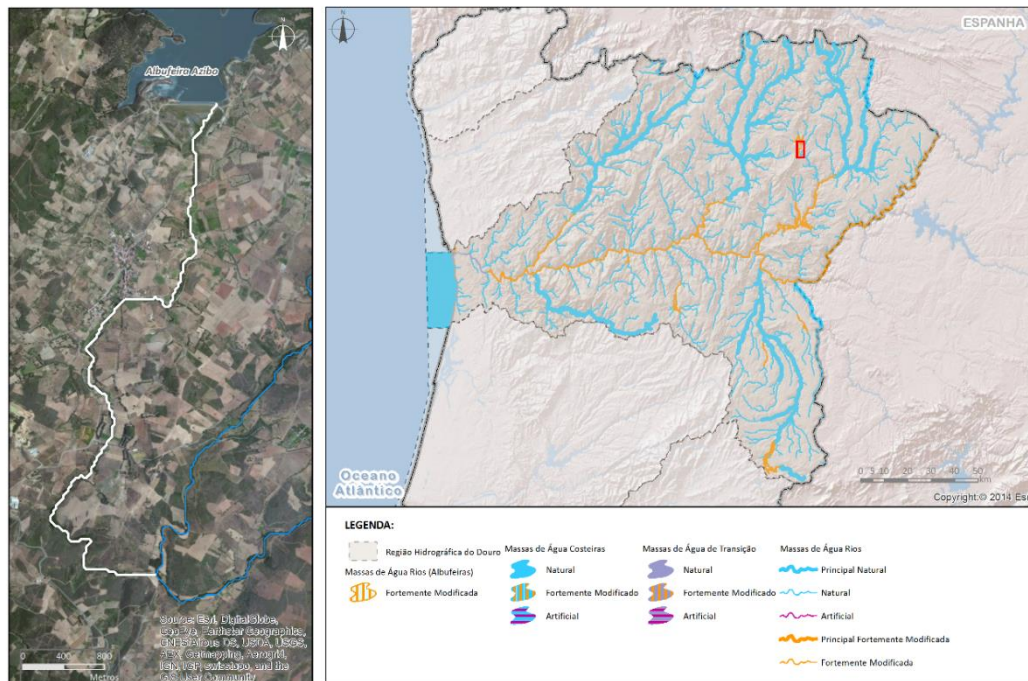 N
Albufeira Azibo
Source: Esri, DigitalGlobe,
GeoEye, Earthstar Geographics,
CNES/Airbus DS, USDA, USGS,
AEX, Getmapping, Aerogrid,
IGN, IGP, swisstopo, and the
GIS User Community
0 400 800
Metros
N
ESPANHA
Oceano
Atlântico
0 5 10 20 30 40 50
km
Copyright:© 2014 Es
LEGENDA:
Região Hidrográfica do Douro
Massas de Água Rios (Albufeiras)
Fortemente Modificada
Massas de Água Costeiras
Natural
Fortemente Modificado
Artificial
Massas de Água de Transição
Natural
Fortemente Modificado
Artificial
Massas de Água Rios
Principal Natural
Natural
Artificial
Principal Fortemente Modificada
Fortemente Modificada